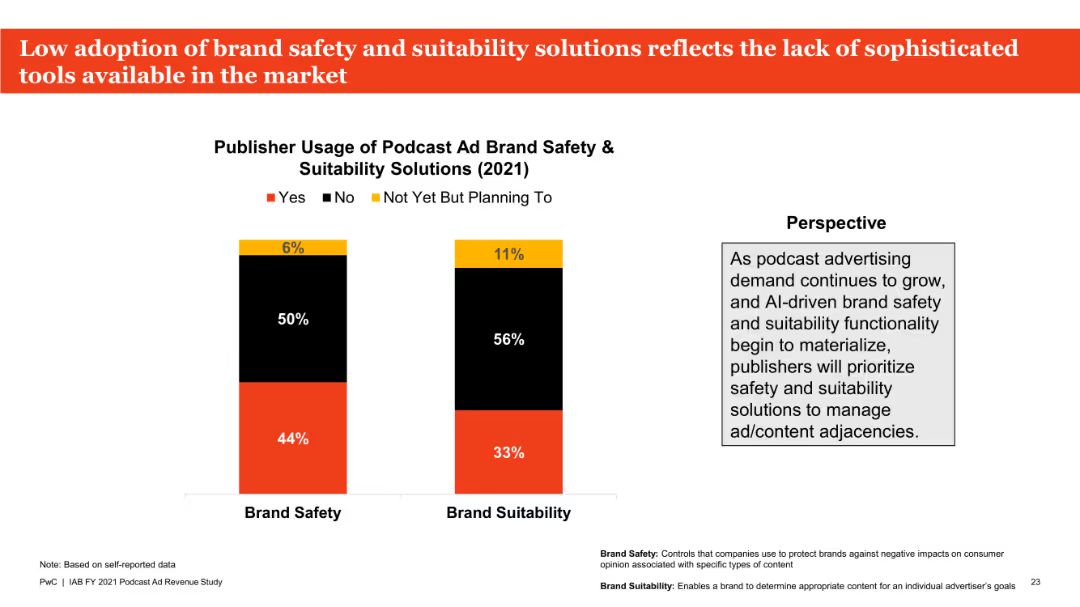 Low adoption of brand safety and suitability solutions reflects the lack of sophisticated
tools available in the market
Publisher Usage of Podcast Ad Brand Safety &
Suitability Solutions (2021)
Yes No Not Yet But Planning To
6%
50%
44%
Brand Safety
11%
56%
33%
Brand Suitability
Perspective
As podcast advertising
demand continues to grow,
and AI-driven brand safety
and suitability functionality
begin to materialize,
publishers will prioritize
safety and suitability
solutions to manage
ad/content adjacencies.
Note: Based on self-reported data
PwC | IAB FY 2021 Podcast Ad Revenue Study
Brand Safety: Controls that companies use to protect brands against negative impacts on consumer
opinion associated with specific types of content
Brand Suitability: Enables a brand to determine appropriate content for an individual advertiser's goals
23